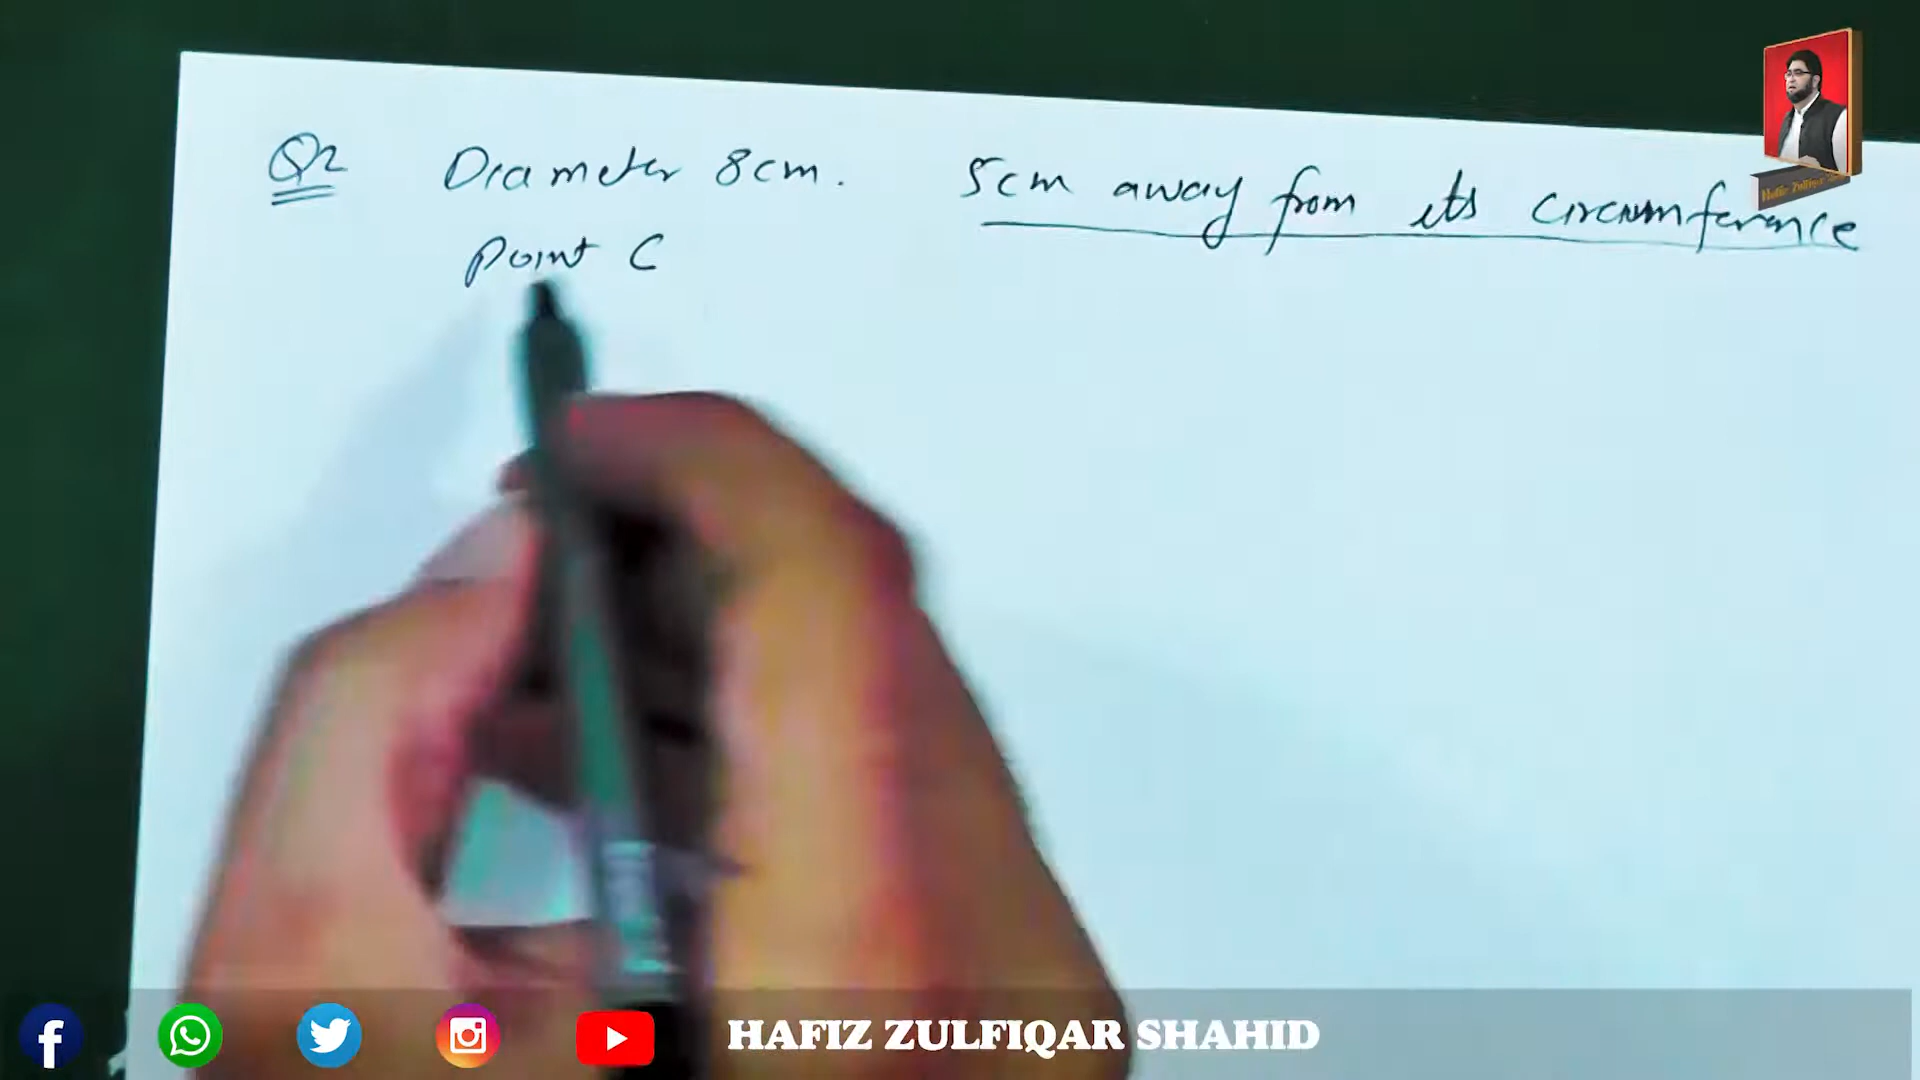 Q2 Diameter 8cm. 5cm away from its circumference
Point C
HAFIZ ZULFIQAR SHAHID